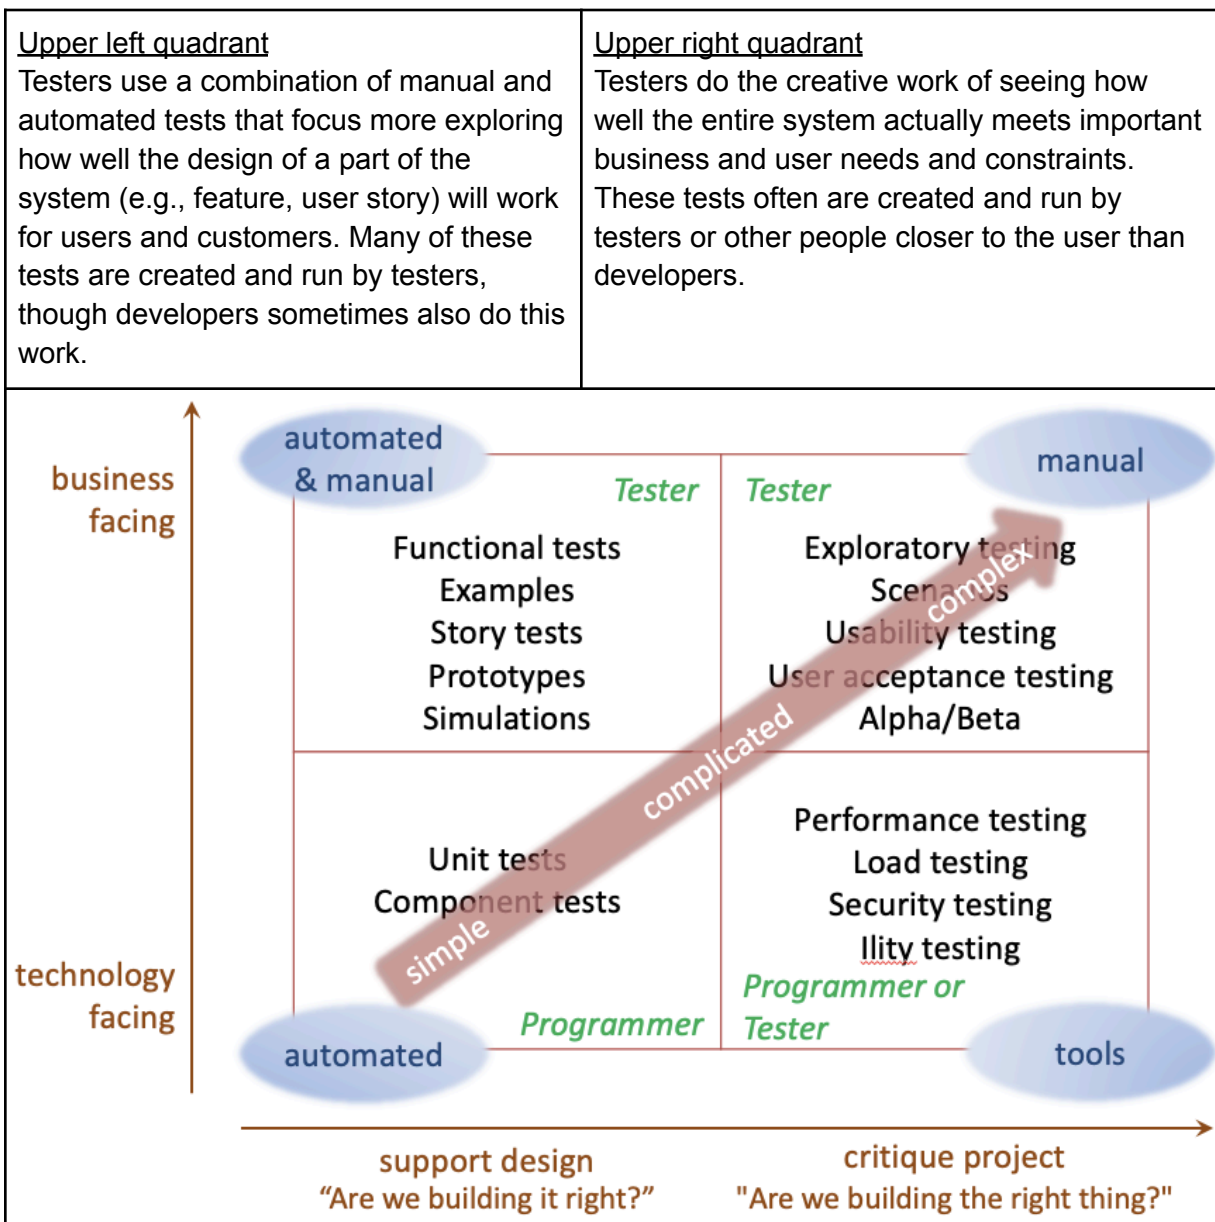 Upper left quadrant
Testers use a combination of manual and
automated tests that focus more exploring
how well the design of a part of the
system (e.g., feature, user story) will work
for users and customers. Many of these
tests are created and run by testers,
though developers sometimes also do this
work.
Upper right quadrant
Testers do the creative work of seeing how
well the entire system actually meets important
business and user needs and constraints.
These tests often are created and run by
testers or other people closer to the user than
developers.
business
facing
automated
& manual
Tester
Functional tests
Examples
Story tests
Prototypes
Simulations
Tester
manual
Exploratory testing
Scenarios
Usability testing
User acceptance testing
Alpha/Beta
simple
complicated
complex
Unit tests
Component tests
Programmer
automated
technology
facing
Performance testing
Load testing
Security testing
Ility testing
Programmer or
Tester
tools
support design
“Are we building it right?”
critique project
"Are we building the right thing?"